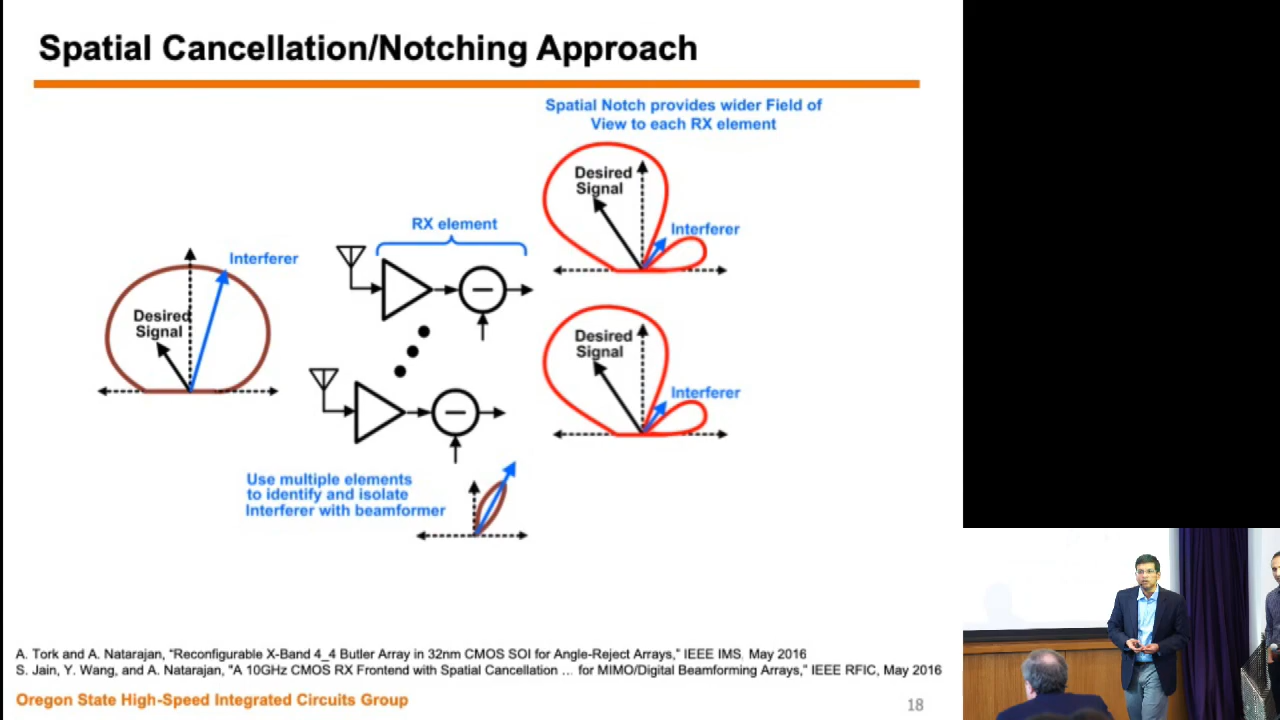 Spatial Cancellation/Notching Approach
Spatial Notch provides wider Field of
View to each RX element
Desired
Signal
Interferer
RX element
Interferer
Desired
Signal
Desired
Signal
Interferer
Use multiple elements
to identify and isolate
Interferer with beamformer
A. Tork and A. Natarajan, "Reconfigurable X-Band 4_4 Butler Array in 32nm CMOS SOI for Angle-Reject Arrays," IEEE IMS. May 2016
S. Jain, Y. Wang, and A. Natarajan, "A 10GHz CMOS RX Frontend with Spatial Cancellation ... for MIMO/Digital Beamforming Arrays," IEEE RFIC, May 2016
Oregon State High-Speed Integrated Circuits Group
18